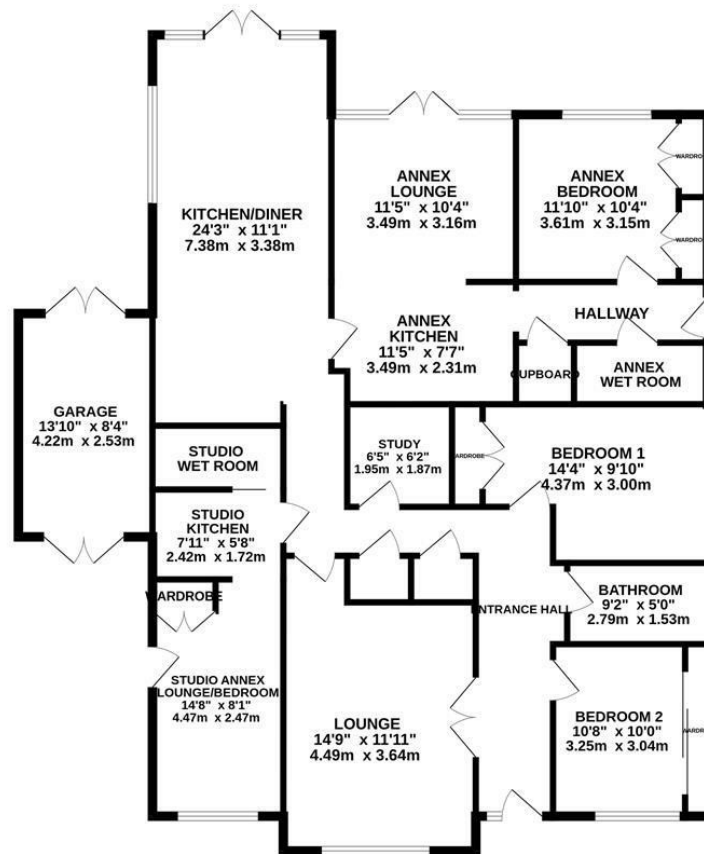 ANNEX
LOUNGE
11'5" x 10'4"
3.49m x 3.16m
ANNEX
BEDROOM
11'10" x 10'4"
3.61m x 3.15m
WARDRO
WARDRO
KITCHEN/DINER
24'3" x 11'1"
7.38m x 3.38m
HALLWAY
ANNEX
KITCHEN
11'5" x 7'7"
3.49m x 2.31m
CUPBOARD
ANNEX
WET ROOM
GARAGE
13'10" x 8'4"
4.22m x 2.53m
STUDIO
WET ROOM
STUDY
6'5" x 6'2"
1.95m x 1.87m
ARDROBE
BEDROOM 1
14'4" x 9'10"
4.37m x 3.00m
STUDIO
KITCHEN
7'11" x 5'8"
2.42m x 1.72m
WARDROBE
ENTRANCE HALL
BATHROOM
9'2" x 5'0"
2.79m x 1.53m
STUDIO ANNEX
LOUNGE/BEDROOM
14'8" x 8'1"
4.47m x 2.47m
LOUNGE
14'9" x 11'11"
4.49m x 3.64m
BEDROOM 2
10'8" x 10'0"
3.25m x 3.04m
WARDR